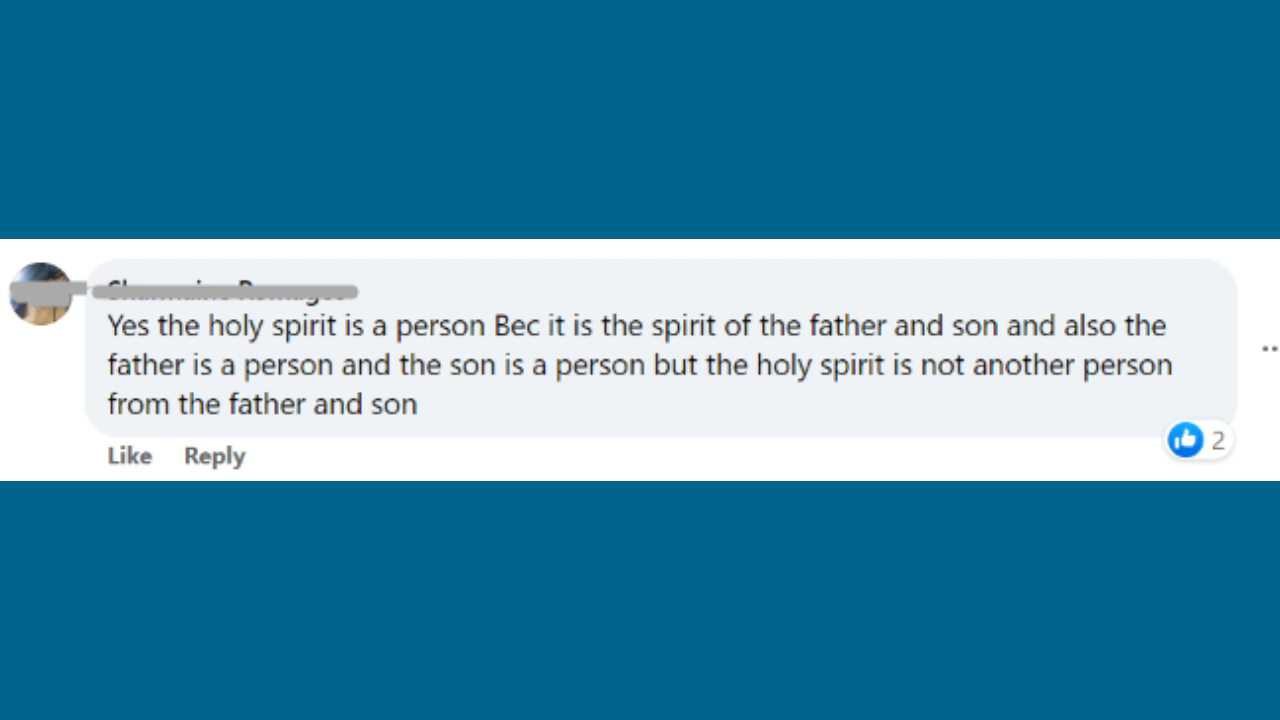 Yes the holy spirit is a person Bec it is the spirit of the father and son and also the
father is a person and the son is a person but the holy spirit is not another person
from the father and son
Like Reply
2